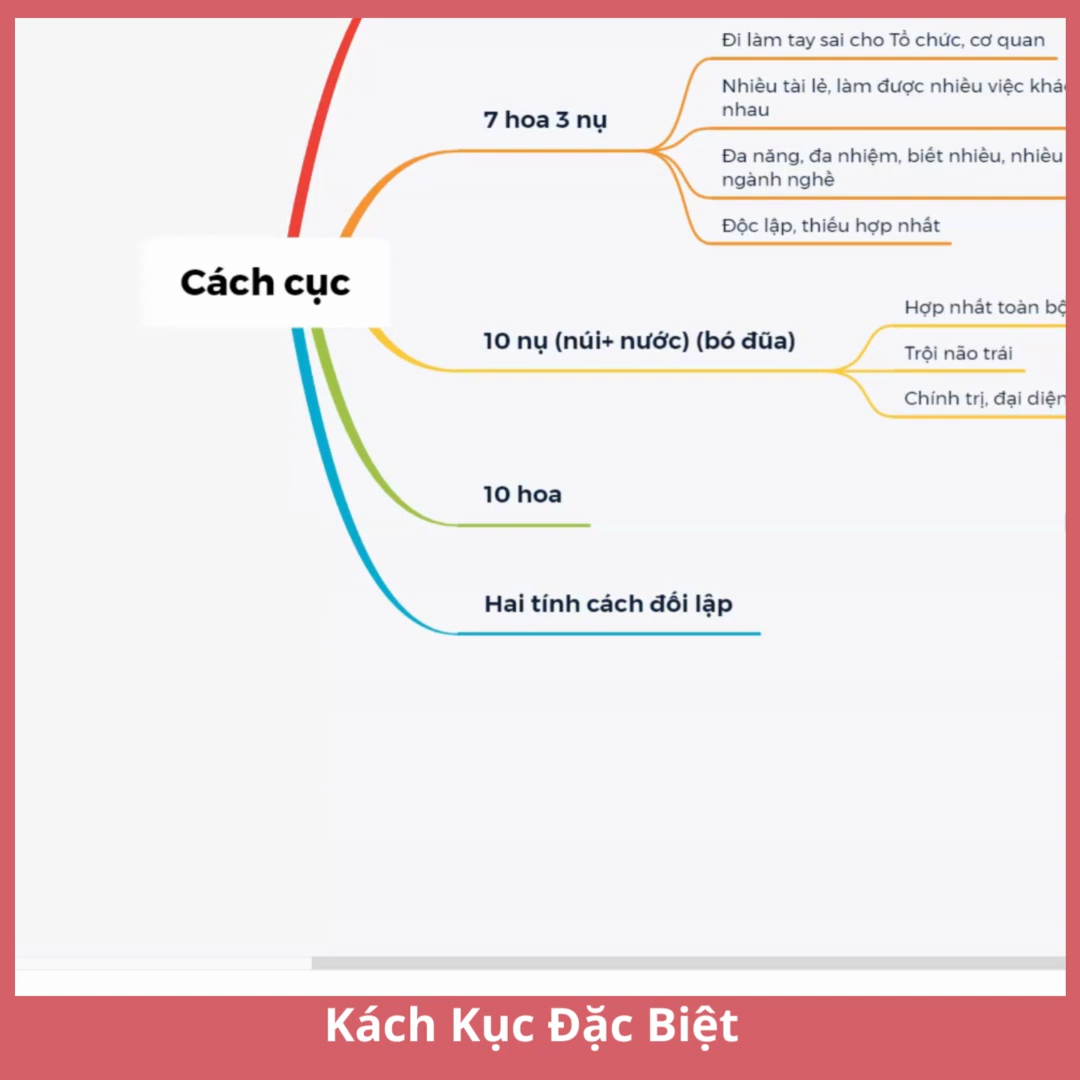 Đi làm tay sai cho Tổ chức, cơ quan
Nhiều tài lẻ, làm được nhiều việc
nhau
7 hoa 3 nụ
Đa năng, đa nhiệm, biết nhiều, nhiều
ngành nghề
Độc lập, thiếu hợp nhất
Cách cục
Hợp nhất toàn
10 nụ (núi+ nước) (bó đũa)
Trội não trái
Chính trị, đại
10 hoa
Hai tính cách đối lập
Kách Kục Đặc Biệt